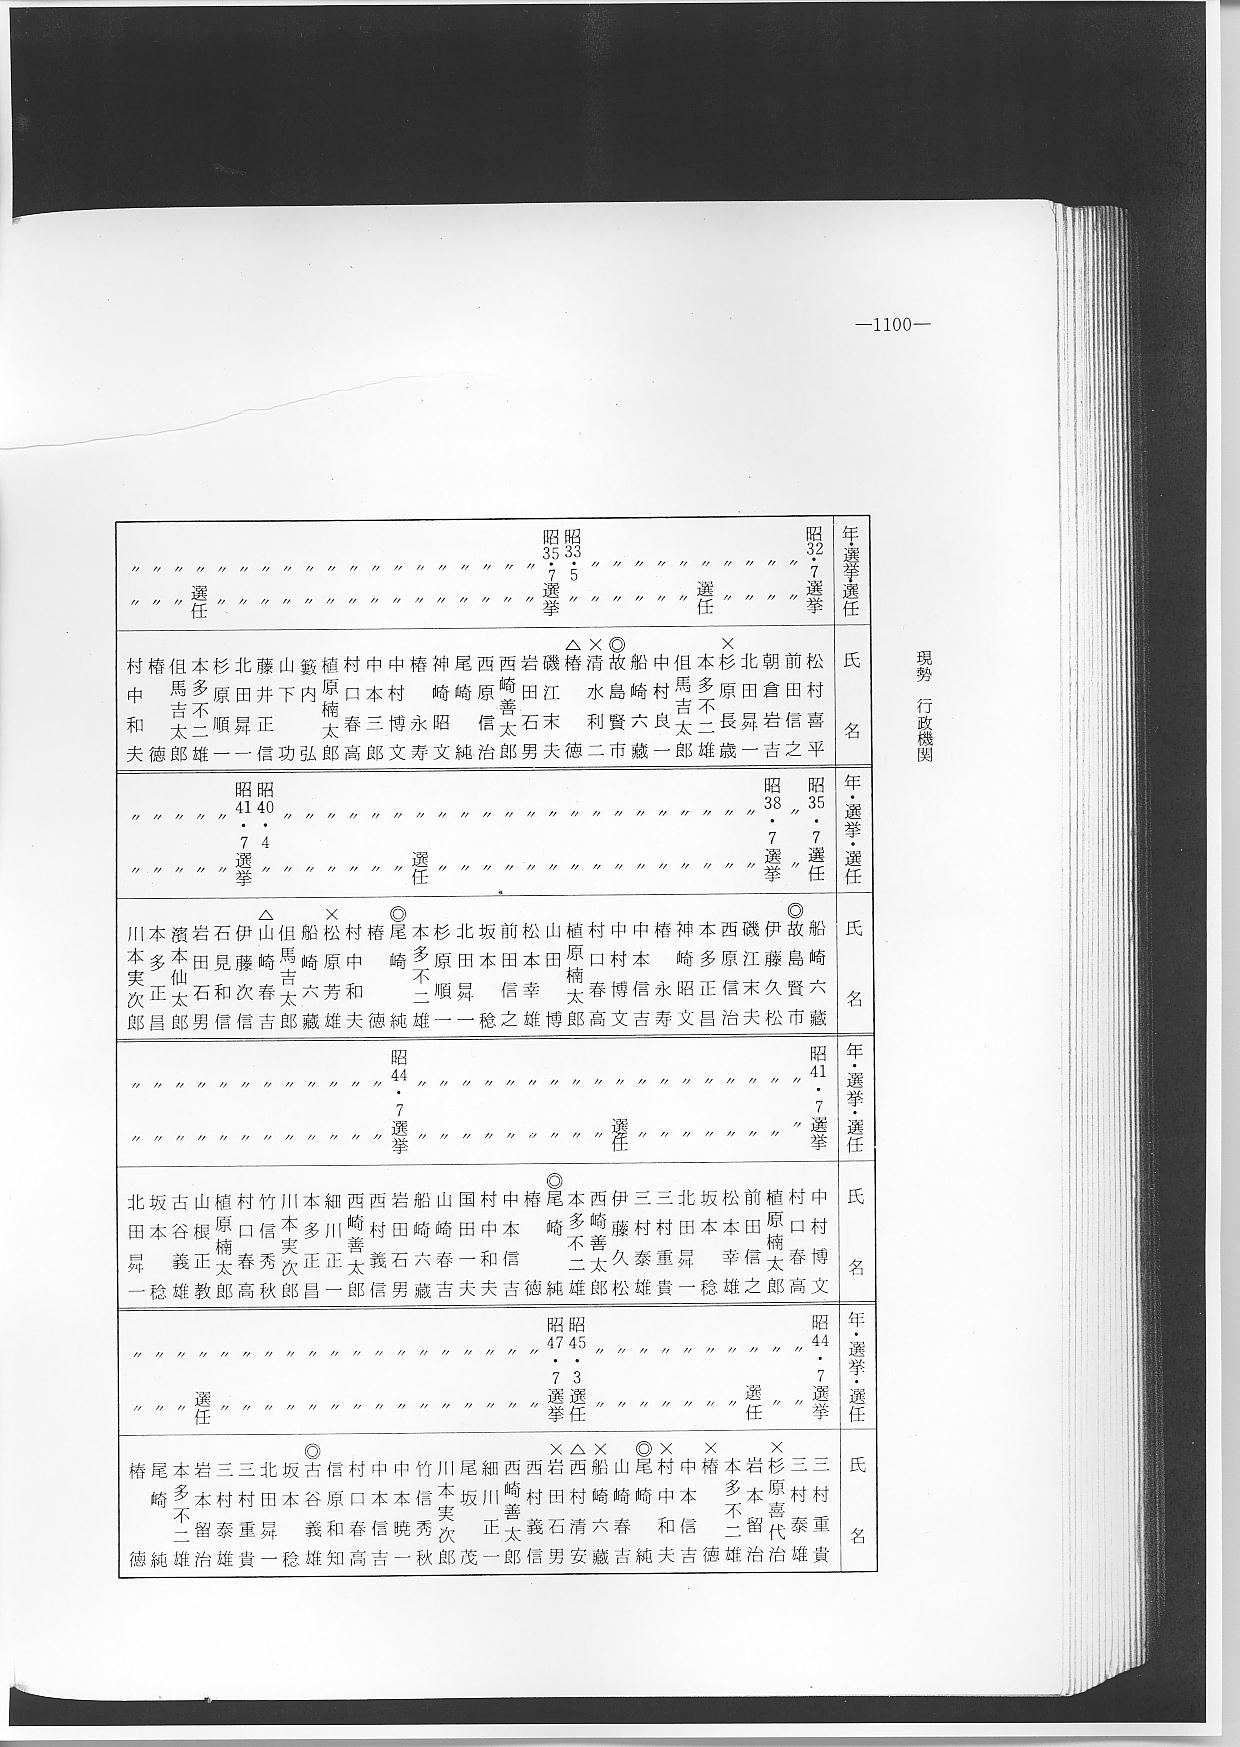 —1100—
現勢 行政機関
年・選挙・選任 氏名
昭32・7選挙 松村喜平
〃 〃 前田信之
〃 〃 朝倉岩吉
〃 〃 北田昇一
〃 〃 ×杉原長歳
〃 選任 本多不二雄
〃 〃 但馬吉太郎
〃 〃 中村良一
〃 〃 船崎六藏
〃 〃 ◎故島賢市
〃 〃 ×清水利二
昭33・5 〃 △椿徳
昭35・7選挙 磯江末夫
〃 〃 岩田石男
〃 〃 西崎善太郎
〃 〃 西原信治
〃 〃 尾崎純
〃 〃 神崎昭文
〃 〃 椿永寿
〃 〃 中村博文
〃 〃 中本三郎
〃 〃 村口春高
〃 〃 植原楠太郎
〃 〃 籔内弘
〃 〃 山下功
〃 〃 藤井正信
〃 〃 北田昇一
〃 〃 杉原順一
〃 選任 本多不二雄
〃 〃 但馬吉太郎
〃 〃 椿徳
〃 〃 村中和夫
年・選挙・選任 氏名
昭35・7選任 船崎六藏
〃 〃 ◎故島賢市
昭38・7選挙 伊藤久松
〃 〃 磯江末夫
〃 〃 西原信治
〃 〃 本多正昌
〃 〃 神崎昭文
〃 〃 椿永寿
〃 〃 中本信吉
〃 〃 中村博文
〃 〃 村口春高
〃 〃 植原楠太郎
〃 〃 山田博
〃 〃 松本幸雄
〃 〃 前田信之
〃 〃 坂本稔
〃 〃 北田昇一
〃 〃 杉原順一
〃 選任 本多不二雄
〃 〃 ◎尾崎純
〃 〃 椿徳
〃 〃 村中和夫
〃 〃 ×松原芳雄
〃 〃 船崎六藏
〃 〃 但馬吉太郎
昭40・4 〃 △山崎春吉
昭41・7選挙 伊藤次信
〃 〃 石見和信
〃 〃 岩田石男
〃 〃 濱本仙太郎
〃 〃 本多正昌
〃 〃 川本実次郎
年・選挙・選任 氏名
昭41・7選挙 中村博文
〃 〃 村口春高
〃 〃 植原楠太郎
〃 〃 前田信之
〃 〃 松本幸雄
〃 〃 坂本稔
〃 〃 北田昇一
〃 〃 三村重貴
〃 〃 三村泰雄
〃 選任 伊藤久松
〃 〃 西崎善太郎
〃 〃 本多不二雄
〃 〃 ◎尾崎純
〃 〃 椿徳
〃 〃 中本信吉
〃 〃 村中和夫
〃 〃 国田一夫
〃 〃 山崎春吉
〃 〃 船崎六藏
昭44・7選挙 岩田石男
〃 〃 西村義信
〃 〃 西崎善太郎
〃 〃 細川正一
〃 〃 本多正昌
〃 〃 川本実次郎
〃 〃 竹信秀秋
〃 〃 村口春高
〃 〃 植原楠太郎
〃 〃 山根正教
〃 〃 古谷義雄
〃 〃 坂本稔
〃 〃 北田昇一
年・選挙・選任 氏名
昭44・7選挙 三村重貴
〃 〃 三村泰雄
〃 〃 ×杉原喜代治
〃 選任 岩本留治
〃 〃 本多不二雄
〃 〃 ×椿徳
〃 〃 中本信吉
〃 〃 ×村中和夫
〃 〃 ◎尾崎純
〃 〃 山崎春吉
〃 〃 ×船崎六藏
昭45・3選任 △西村清安
昭47・7選挙 ×岩田石男
〃 〃 西村義信
〃 〃 西崎善太郎
〃 〃 細川正一
〃 〃 尾坂茂
〃 〃 川本実次郎
〃 〃 竹信秀秋
〃 〃 中本暁一
〃 〃 中本信吉
〃 〃 村口春高
〃 〃 信原和知
〃 〃 ◎古谷義雄
〃 〃 坂本稔
〃 〃 北田昇一
〃 〃 三村重貴
〃 〃 三村泰雄
〃 選任 岩本留治
〃 〃 本多不二雄
〃 〃 尾崎純
〃 〃 椿徳